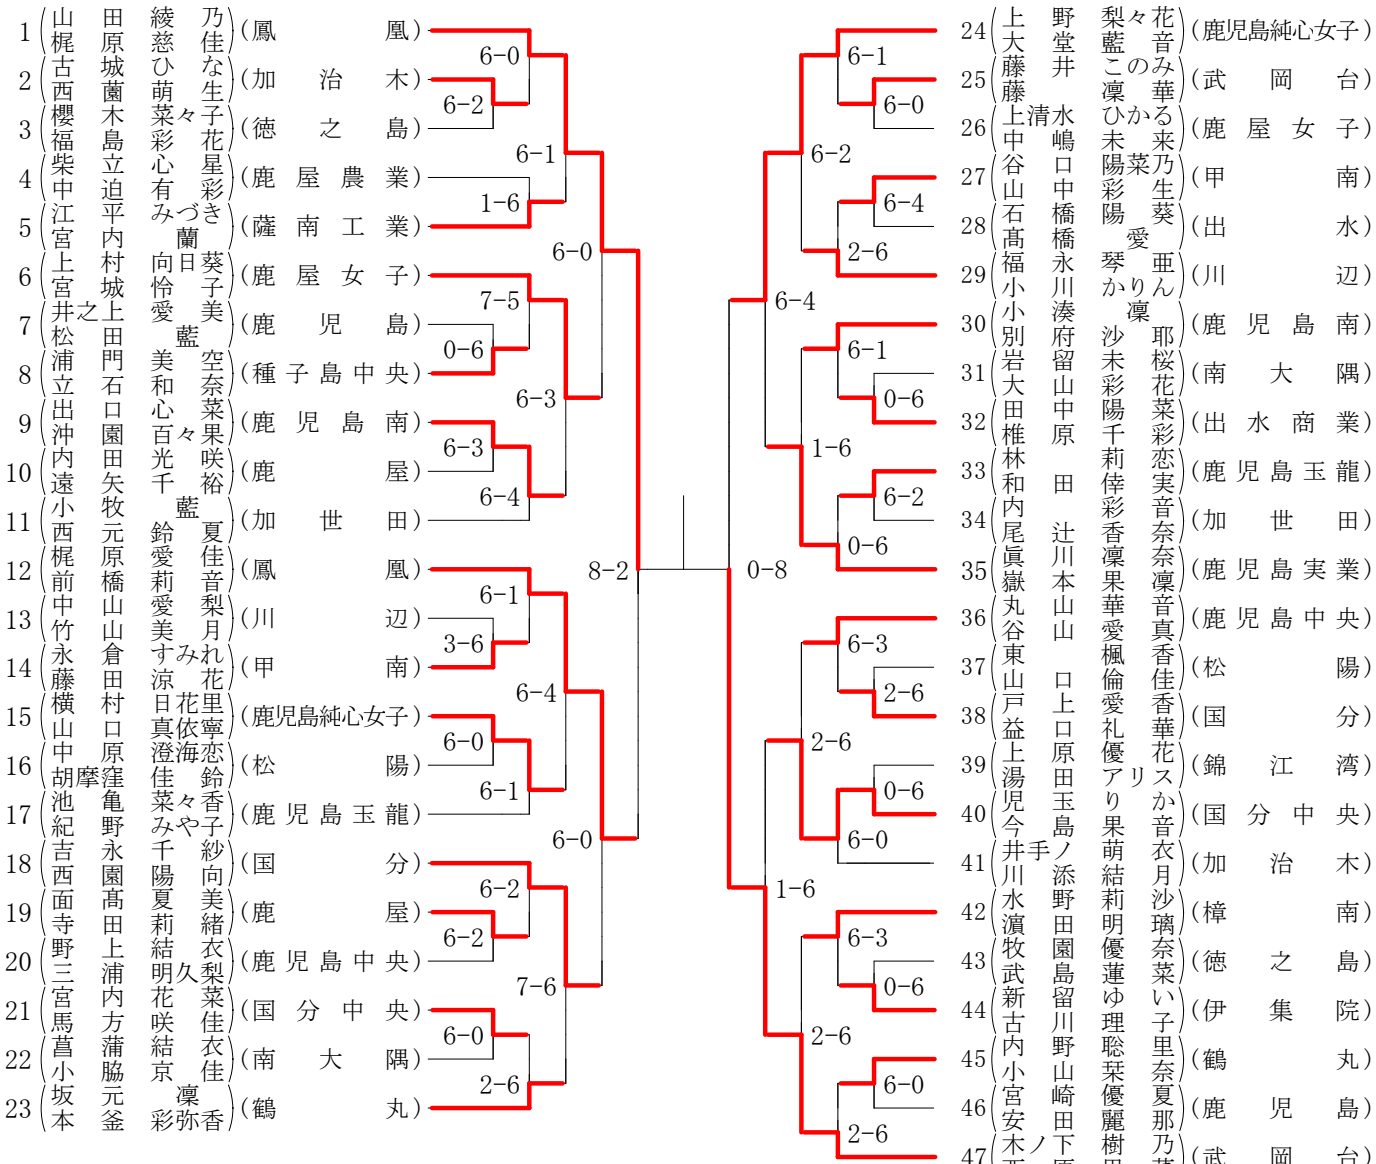 1 山田綾乃 梶原慈佳 (鳳凰)
2 古城ひな 西薗萌生 (加治木)
3 櫻木菜々子 福島彩花 (徳之島)
4 柴立心星 中迫有彩 (鹿屋農業)
5 江平みづき 宮内蘭 (薩南工業)
6 上村向日葵 宮城怜子 (鹿屋女子)
7 井之上愛美 松田藍 (鹿児島)
8 浦門美空 立石和奈 (種子島中央)
9 出口心菜 沖園百々果 (鹿児島南)
10 内田光咲 遠矢千裕 (鹿屋)
11 小牧藍 西元鈴夏 (加世田)
12 梶原愛佳 前橋莉音 (鳳凰)
13 中山愛梨 竹山美月 (川辺)
14 永倉すみれ 藤田涼花 (甲南)
15 横村日花里 山口真依寧 (鹿児島純心女子)
16 中原澄海恋 胡摩窪佳鈴 (松陽)
17 池亀菜々香 紀野みや子 (鹿児島玉龍)
18 吉永千紗 西園陽向 (国分)
19 面髙夏美 寺田莉緒 (鹿屋)
20 野上結衣 三浦明久梨 (鹿児島中央)
21 宮内花菜 馬方咲佳 (国分中央)
22 菖蒲結衣 小脇京佳 (南大隅)
23 坂元凜 本釜彩弥香 (鶴丸)
6-0
6-2
6-1
1-6
6-0
7-5
0-6
6-3
6-3
6-4
8-2
6-1
3-6
6-4
6-0
6-1
6-0
6-2
6-2
7-6
6-0
2-6
24 上野梨々花 大堂藍音 (鹿児島純心女子)
25 藤井このみ 藤凜華 (武岡台)
26 上清水ひかる 中嶋未来 (鹿屋女子)
27 谷口陽菜乃 山中彩生 (甲南)
28 石橋陽葵 髙橋愛 (出水)
29 福永琴亜 小川かりん (川辺)
30 小湊凜 別府沙耶 (鹿児島南)
31 岩留未桜 大山彩花 (南大隅)
32 田中陽菜 椎原千彩 (出水商業)
33 林莉恋 和田倖実 (鹿児島玉龍)
34 内彩音 尾辻香奈 (加世田)
35 眞川凜奈 嶽本果凜 (鹿児島実業)
36 丸山華音 谷山愛真 (鹿児島中央)
37 東楓香 山口倫佳 (松陽)
38 戸上愛香 益口礼華 (国分)
39 上原優花 湯田アリス (錦江湾)
40 児玉りか 今島果音 (国分中央)
41 井手ノ萌衣 川添結月 (加治木)
42 水野莉沙 濵田明璃 (樟南)
43 牧園優奈 武島蓮菜 (徳之島)
44 新留ゆい 古川理子 (伊集院)
45 内野聡里 小山栞奈 (鶴丸)
46 宮崎優夏 安田麗那 (鹿児島)
47 木ノ下樹乃 (武岡台)
6-1
6-0
6-2
6-4
2-6
6-4
6-1
0-6
1-6
6-2
0-6
0-8
6-3
2-6
2-6
0-6
6-0
1-6
6-3
0-6
2-6
6-0
2-6